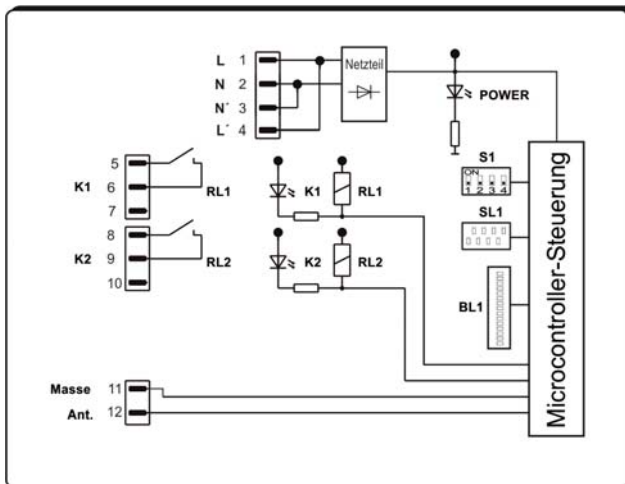 L 1
N 2
N´ 3
L´ 4
Netzteil
POWER
K1
5
6
7
RL1
K1
RL1
K2
8
9
10
RL2
K2
RL2
S1
ON
1 2 3 4
SL1
BL1
Microcontroller-Steuerung
Masse 11
Ant. 12